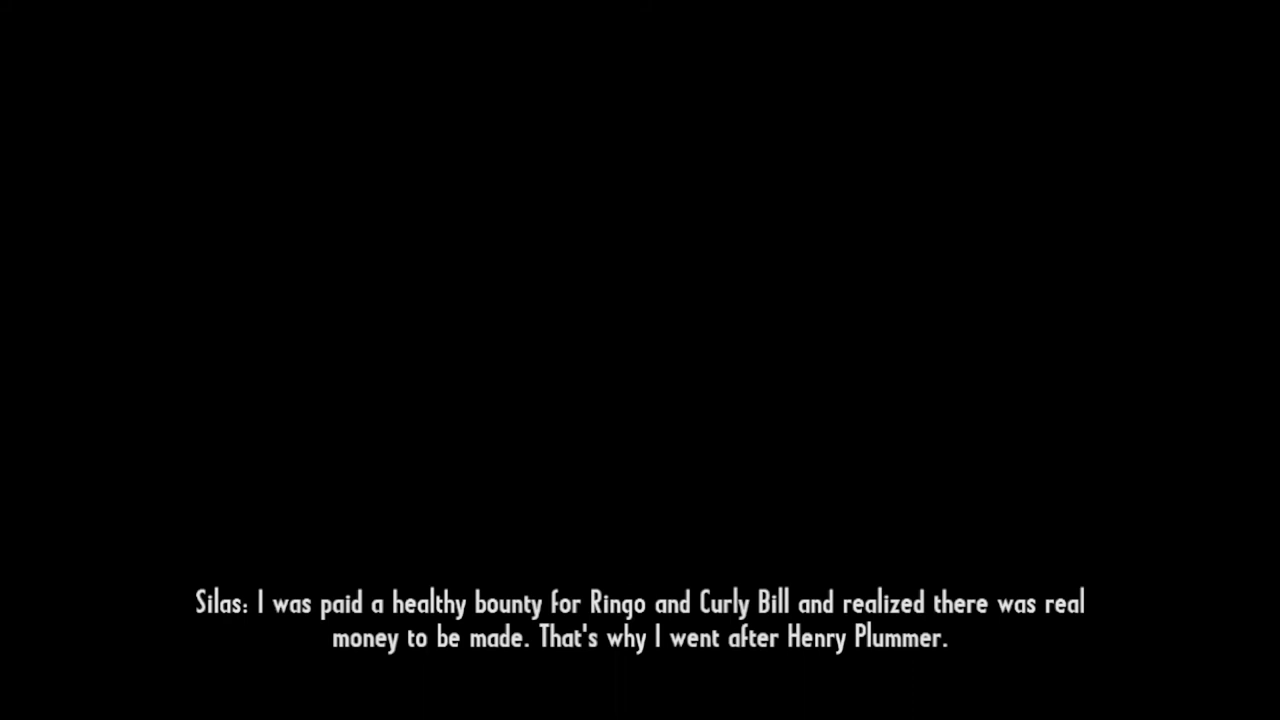 Silas: I was paid a healthy bounty for Ringo and Curly Bill and realized there was real
money to be made. That's why I went after Henry Plummer.